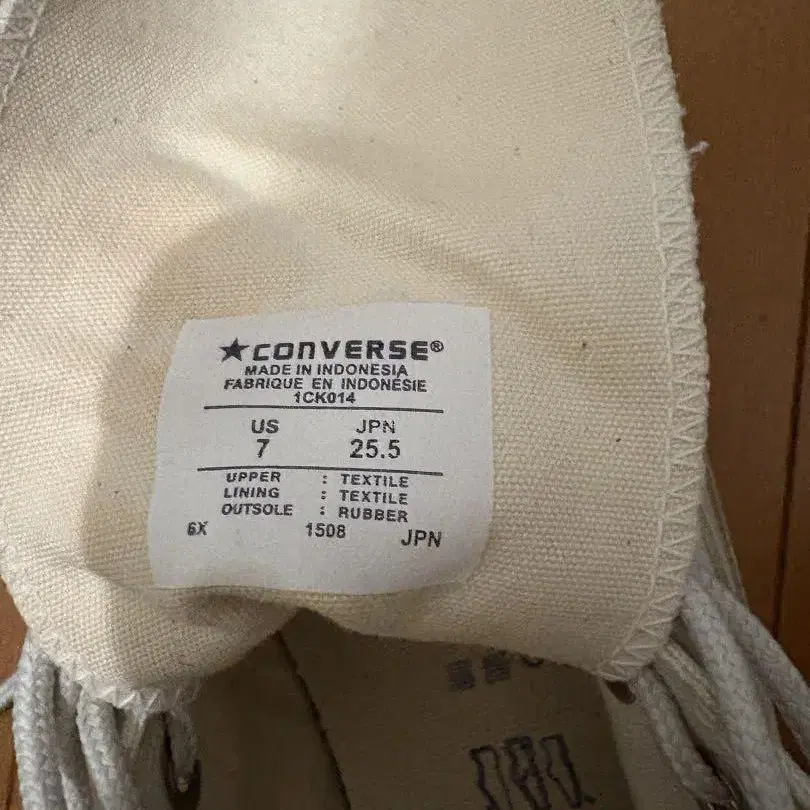 ★CONVERSE®
MADE IN INDONESIA
FABRIQUE EN INDONÉSIE
1CK014
US JPN
7 25.5
UPPER : TEXTILE
LINING : TEXTILE
OUTSOLE : RUBBER
6X 1508 JPN